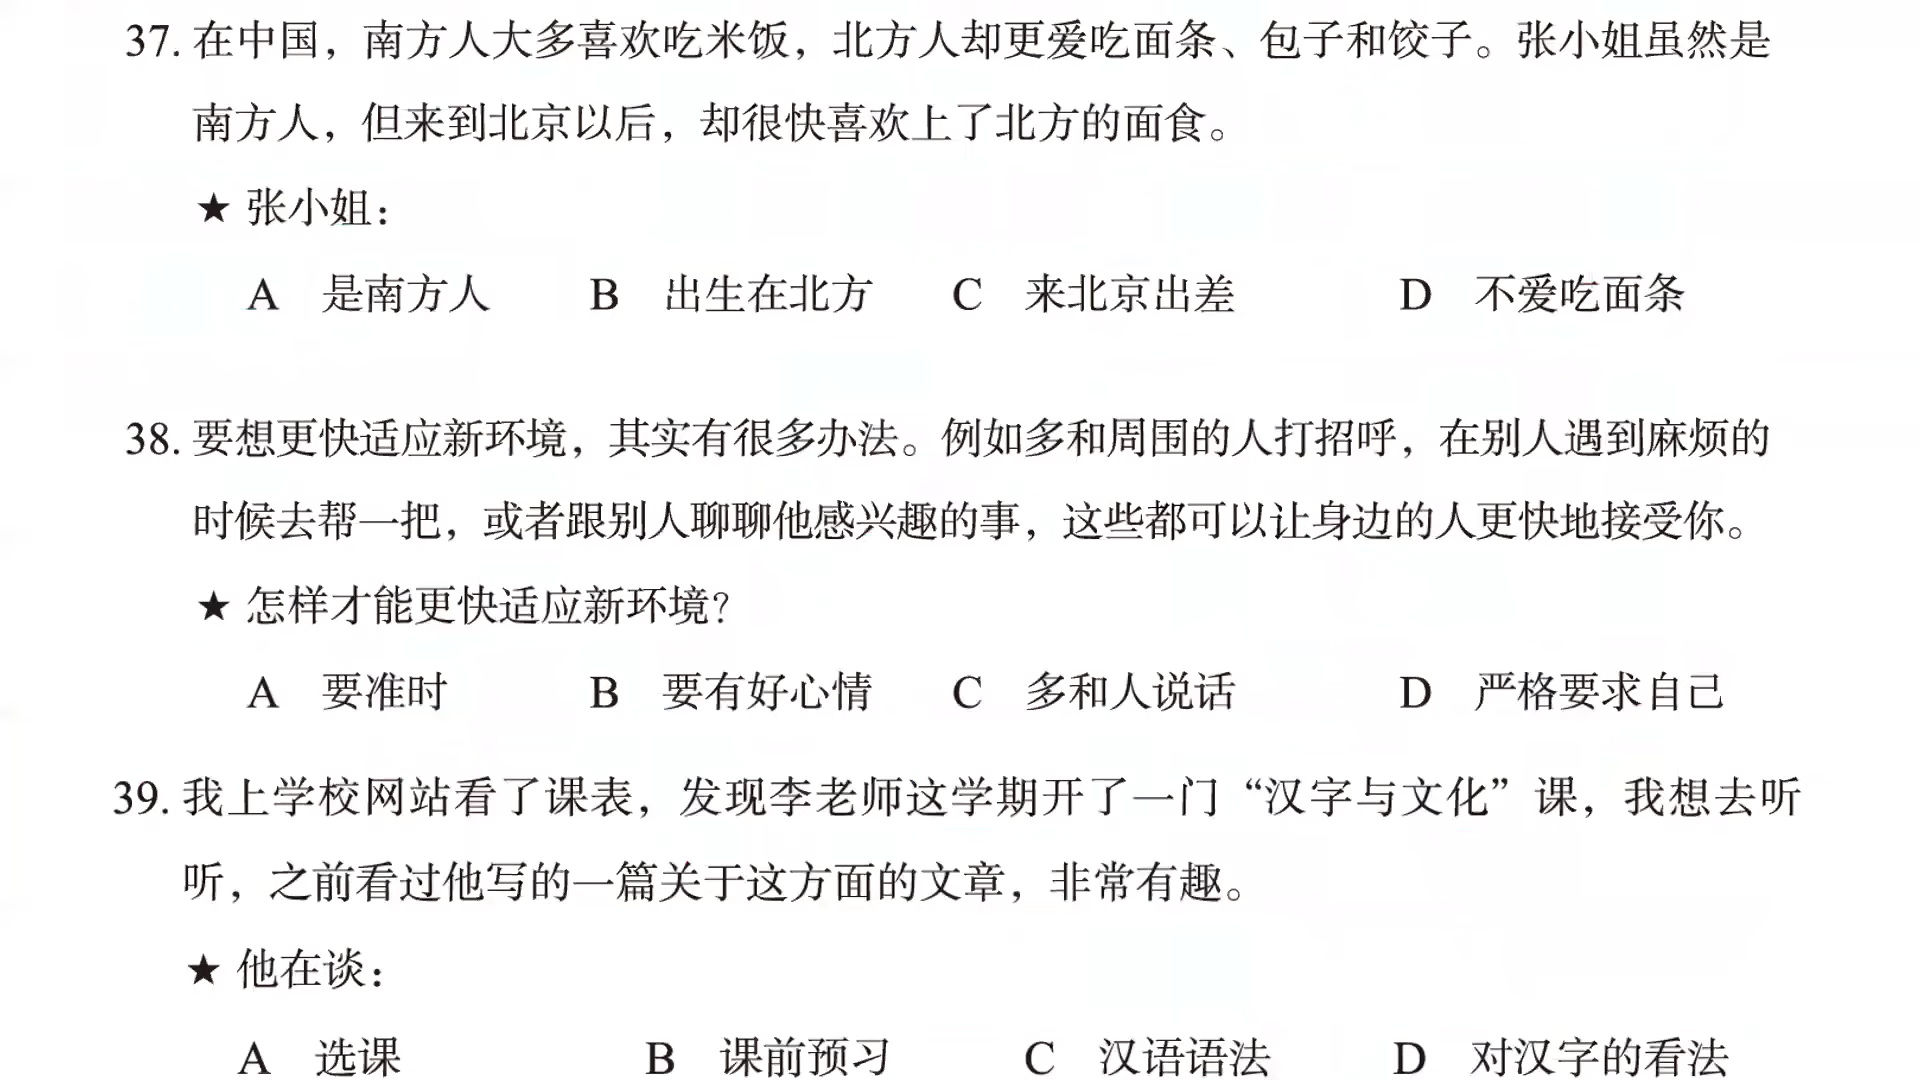 37. 在中国，南方人大多喜欢吃米饭，北方人却更爱吃面条、包子和饺子。张小姐虽然是
南方人，但来到北京以后，却很快喜欢上了北方的面食。
★ 张小姐：
A 是南方人 B 出生在北方 C 来北京出差 D 不爱吃面条
38. 要想更快适应新环境，其实有很多办法。例如多和周围的人打招呼，在别人遇到麻烦的
时候去帮一把，或者跟别人聊聊他感兴趣的事，这些都可以让身边的人更快地接受你。
★ 怎样才能更快适应新环境？
A 要准时 B 要有好心情 C 多和人说话 D 严格要求自己
39. 我上学校网站看了课表，发现李老师这学期开了一门“汉字与文化”课，我想去听
听，之前看过他写的一篇关于这方面的文章，非常有趣。
★ 他在谈：
A 选课 B 课前预习 C 汉语语法 D 对汉字的看法